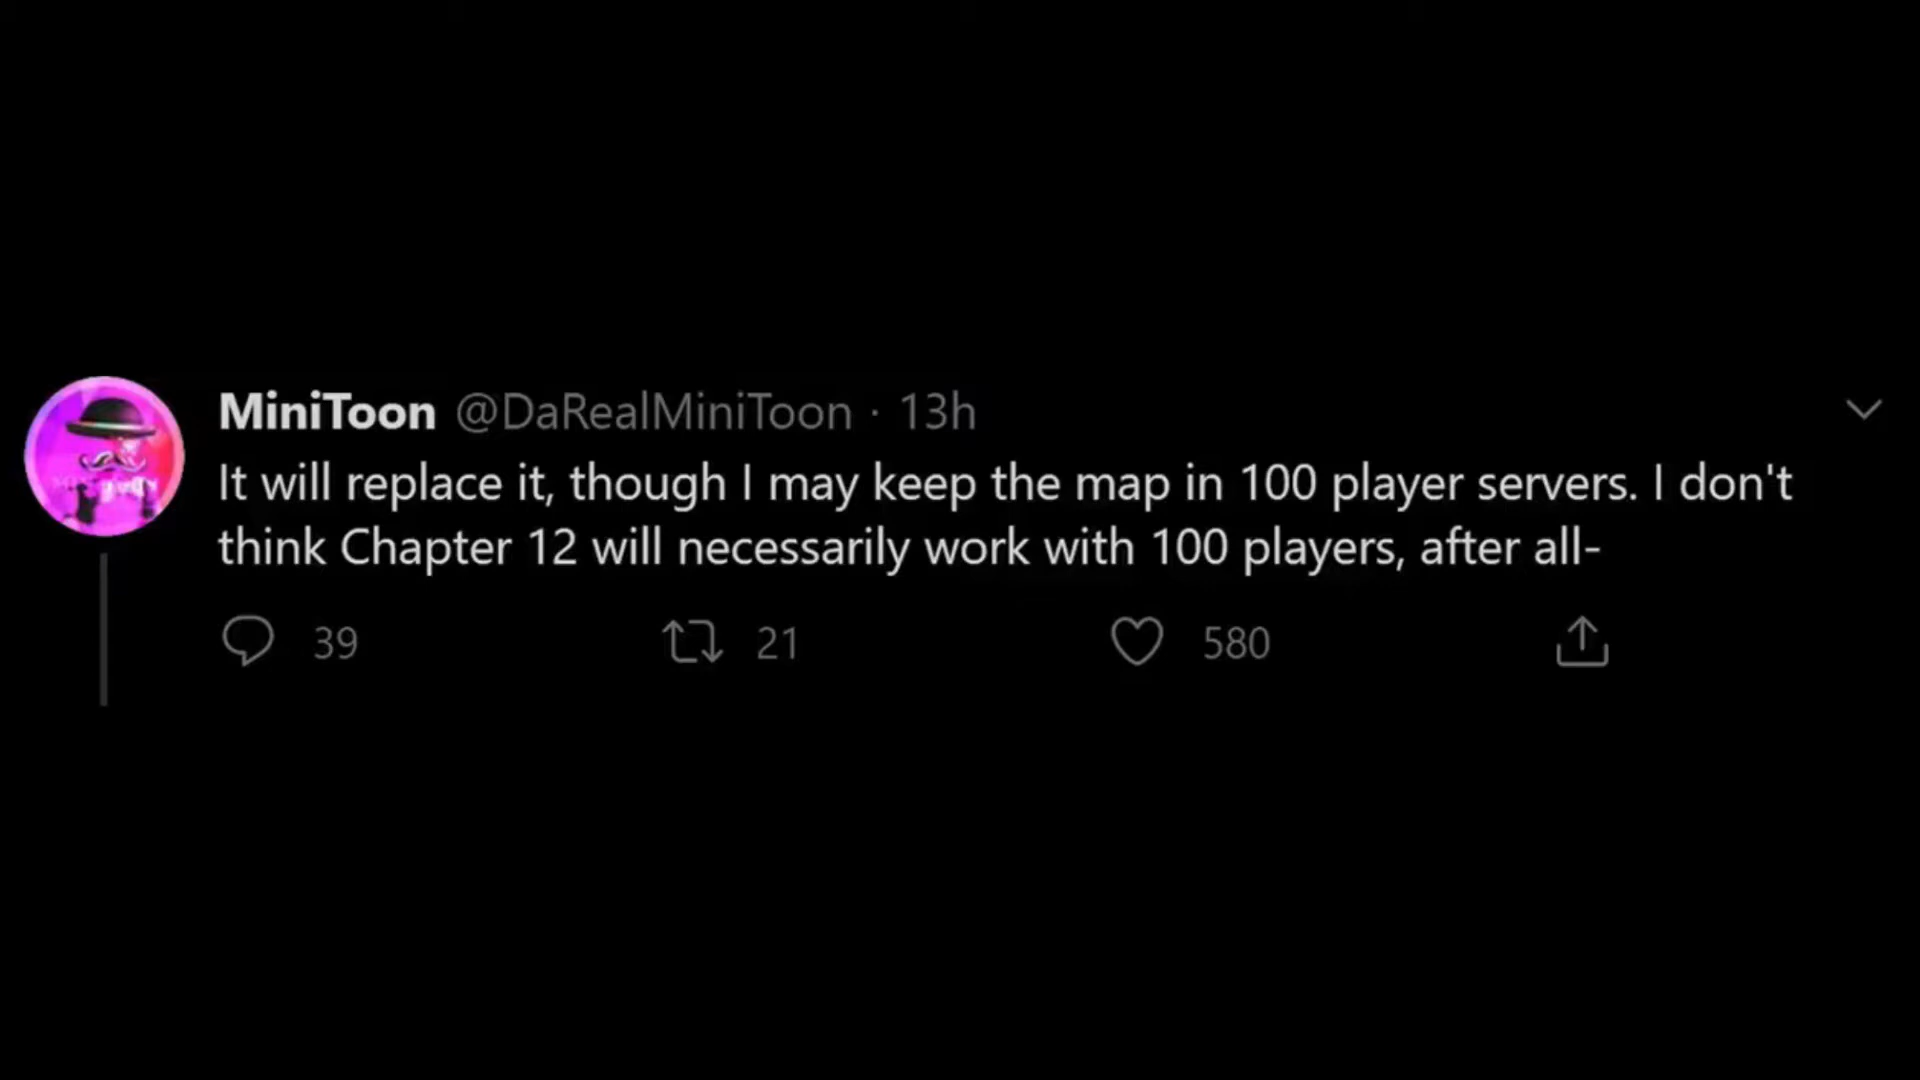 MiniToon @DaRealMiniToon · 13h
It will replace it, though I may keep the map in 100 player servers. I don't
think Chapter 12 will necessarily work with 100 players, after all-
39 21 580